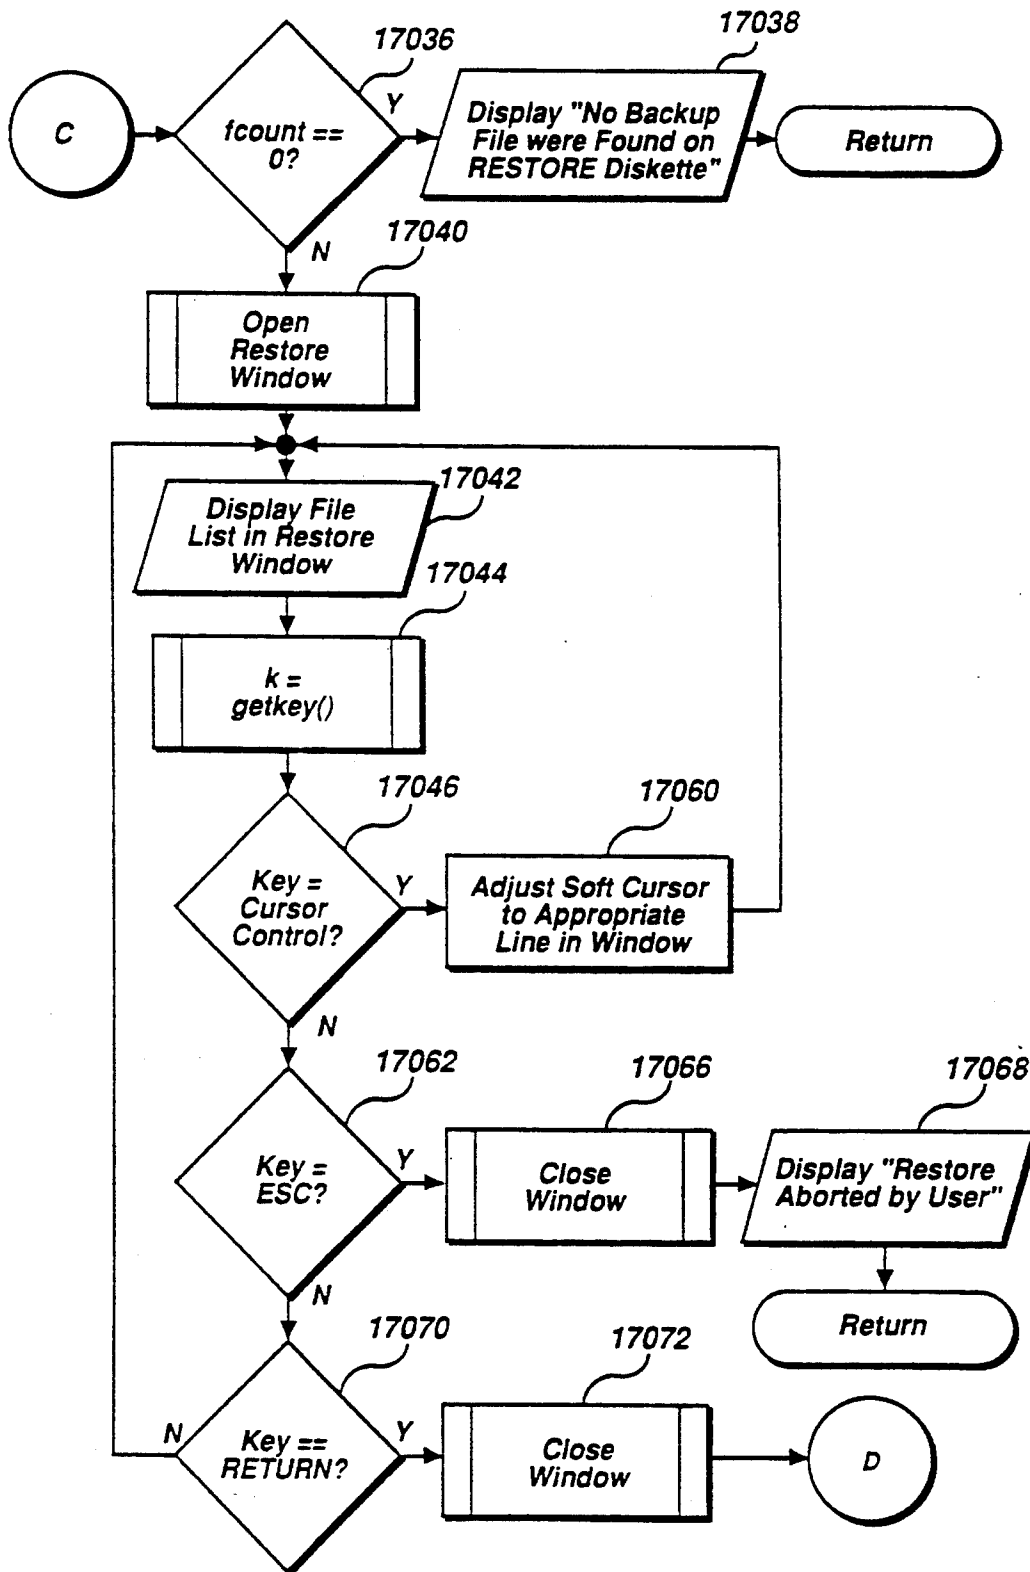 17036
17038
C
fcount ==
0?
Y
Display "No Backup
File were Found on
RESTORE Diskette"
Return
N
17040
Open
Restore
Window
17042
Display File
List in Restore
Window
17044
k =
getkey()
17046
17060
Key =
Cursor
Control?
Y
Adjust Soft Cursor
to Appropriate
Line in Window
N
17062
17066
17068
Key =
ESC?
Y
Close
Window
Display "Restore
Aborted by User"
N
Return
17070
17072
N
Key ==
RETURN?
Y
Close
Window
D